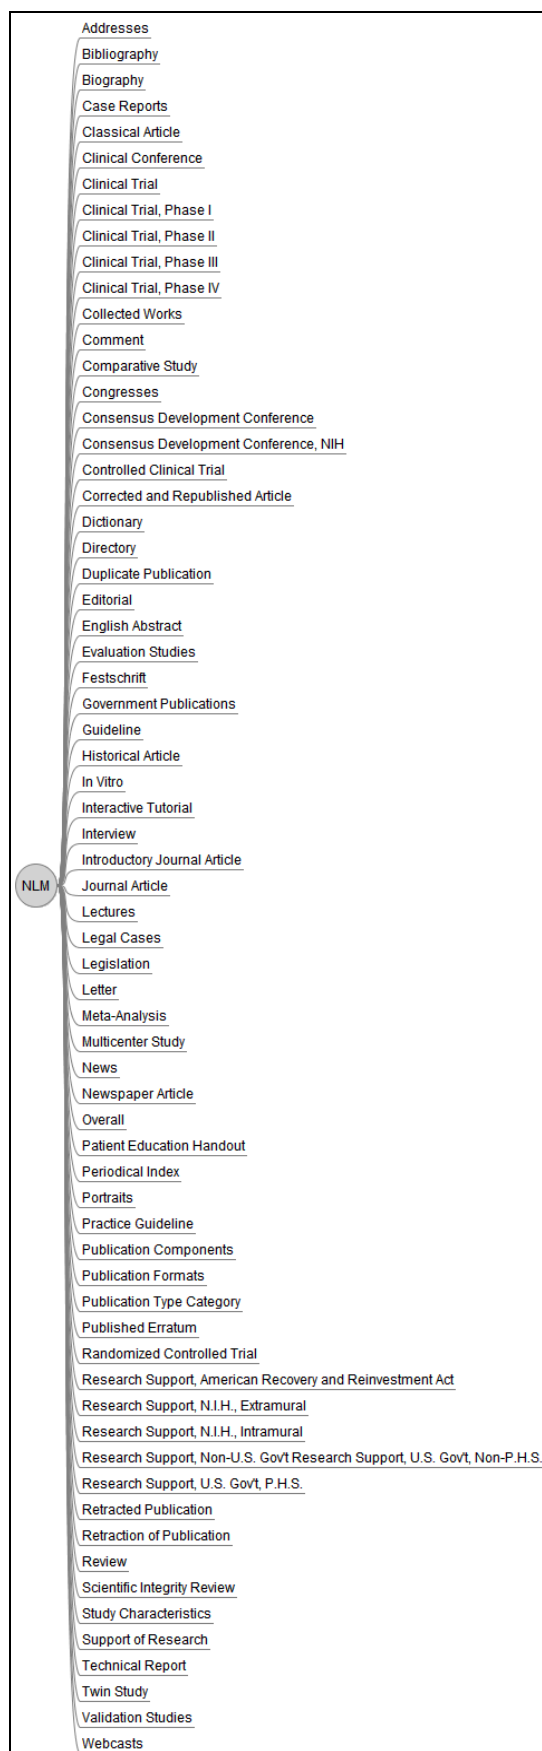 Addresses
Bibliography
Biography
Case Reports
Classical Article
Clinical Conference
Clinical Trial
Clinical Trial, Phase I
Clinical Trial, Phase II
Clinical Trial, Phase III
Clinical Trial, Phase IV
Collected Works
Comment
Comparative Study
Congresses
Consensus Development Conference
Consensus Development Conference, NIH
Controlled Clinical Trial
Corrected and Republished Article
Dictionary
Directory
Duplicate Publication
Editorial
English Abstract
Evaluation Studies
Festschrift
Government Publications
Guideline
Historical Article
In Vitro
Interactive Tutorial
Interview
Introductory Journal Article
NLM
Journal Article
Lectures
Legal Cases
Legislation
Letter
Meta-Analysis
Multicenter Study
News
Newspaper Article
Overall
Patient Education Handout
Periodical Index
Portraits
Practice Guideline
Publication Components
Publication Formats
Publication Type Category
Published Erratum
Randomized Controlled Trial
Research Support, American Recovery and Reinvestment Act
Research Support, N.I.H., Extramural
Research Support, N.I.H., Intramural
Research Support, Non-U.S. Gov't Research Support, U.S. Gov't, Non-P.H.S.
Research Support, U.S. Gov't, P.H.S.
Retracted Publication
Retraction of Publication
Review
Scientific Integrity Review
Study Characteristics
Support of Research
Technical Report
Twin Study
Validation Studies
Webcasts